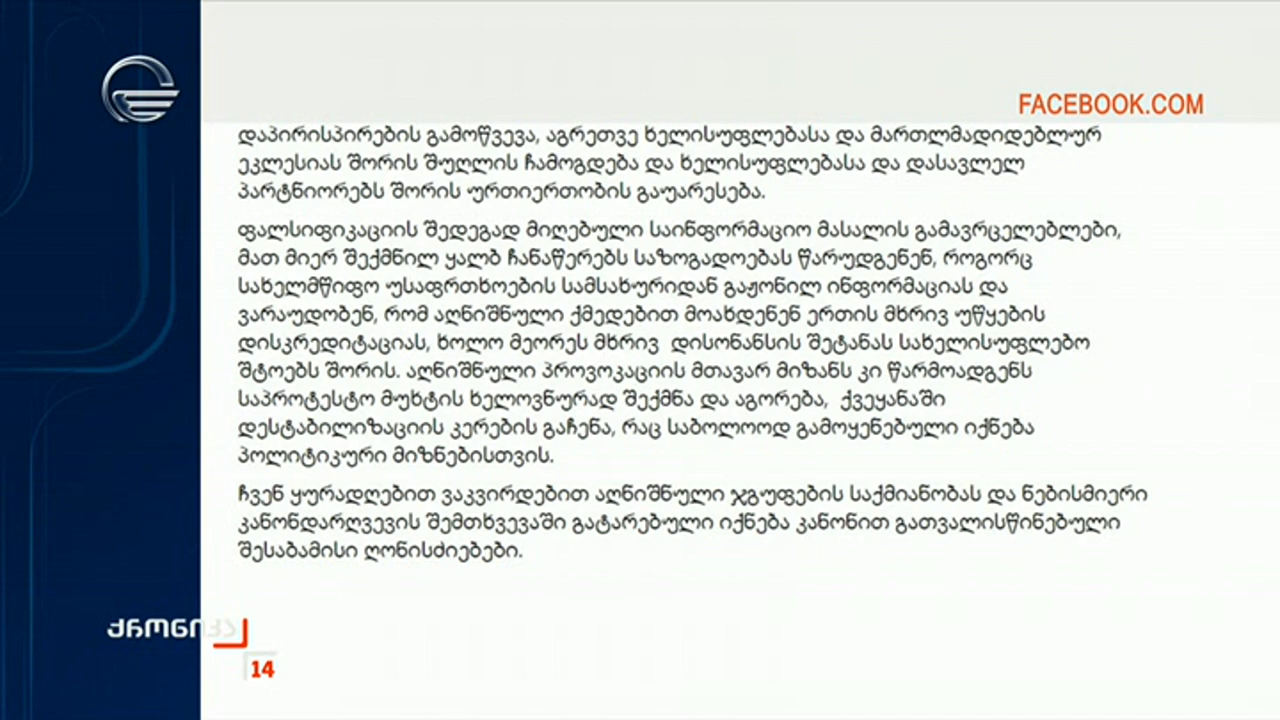 FACEBOOK.COM
დაპირისპირების გამოწვევა, აგრეთვე ხელისუფლებასა და მართლმადიდებლურ
ეკლესიას შორის შუღლის ჩამოგდება და ხელისუფლებასა და დასავლელ
პარტნიორებს შორის ურთიერთობის გაუარესება.
ფალსიფიკაციის შედეგად მიღებული საინფორმაციო მასალის გამავრცელებლები,
მათ მიერ შექმნილ ყალბ ჩანაწერებს საზოგადოებას წარუდგენენ, როგორც
სახელმწიფო უსაფრთხოების სამსახურიდან გაჟონილ ინფორმაციას და
ვარაუდობენ, რომ აღნიშნული ქმედებით მოახდენენ ერთის მხრივ უწყების
დისკრედიტაციას, ხოლო მეორეს მხრივ დისონანსის შეტანას სახელისუფლებო
შტოებს შორის. აღნიშნული პროვოკაციის მთავარ მიზანს კი წარმოადგენს
საპროტესტო მუხტის ხელოვნურად შექმნა და აგორება, ქვეყანაში
დესტაბილიზაციის კერების გაჩენა, რაც საბოლოოდ გამოყენებული იქნება
პოლიტიკური მიზნებისთვის.
ჩვენ ყურადღებით ვაკვირდებით აღნიშნული ჯგუფების საქმიანობას და ნებისმიერი
კანონდარღვევის შემთხვევაში გატარებული იქნება კანონით გათვალისწინებული
შესაბამისი ღონისძიებები.
ქრონიკა
14